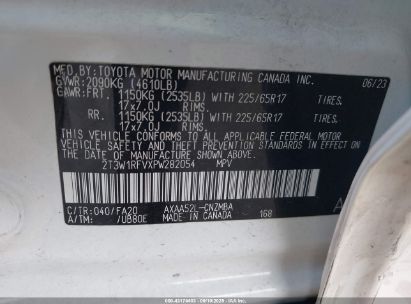 MFD. BY: TOYOTA MOTOR MANUFACTURING CANADA INC.
GVWR: 2090KG (4610LB) 06/23
GAWR: FRT. 1150KG (2535LB) WITH 225/65R17 TIRES.
17x7.0J RIMS.
RR. 1150KG (2535LB) WITH 225/65R17 TIRES.
17x7.0J RIMS.
THIS VEHICLE CONFORMS TO ALL APPLICABLE FEDERAL MOTOR
VEHICLE SAFETY STANDARDS IN EFFECT ON THE DATE OF
MANUFACTURE SHOWN ABOVE.
2T3W1RFVXPW282054 MPV
C/TR: 040/FA20 AXAA52L-CNZMBA
A/TM: /UB80E MADE IN CANADA 168